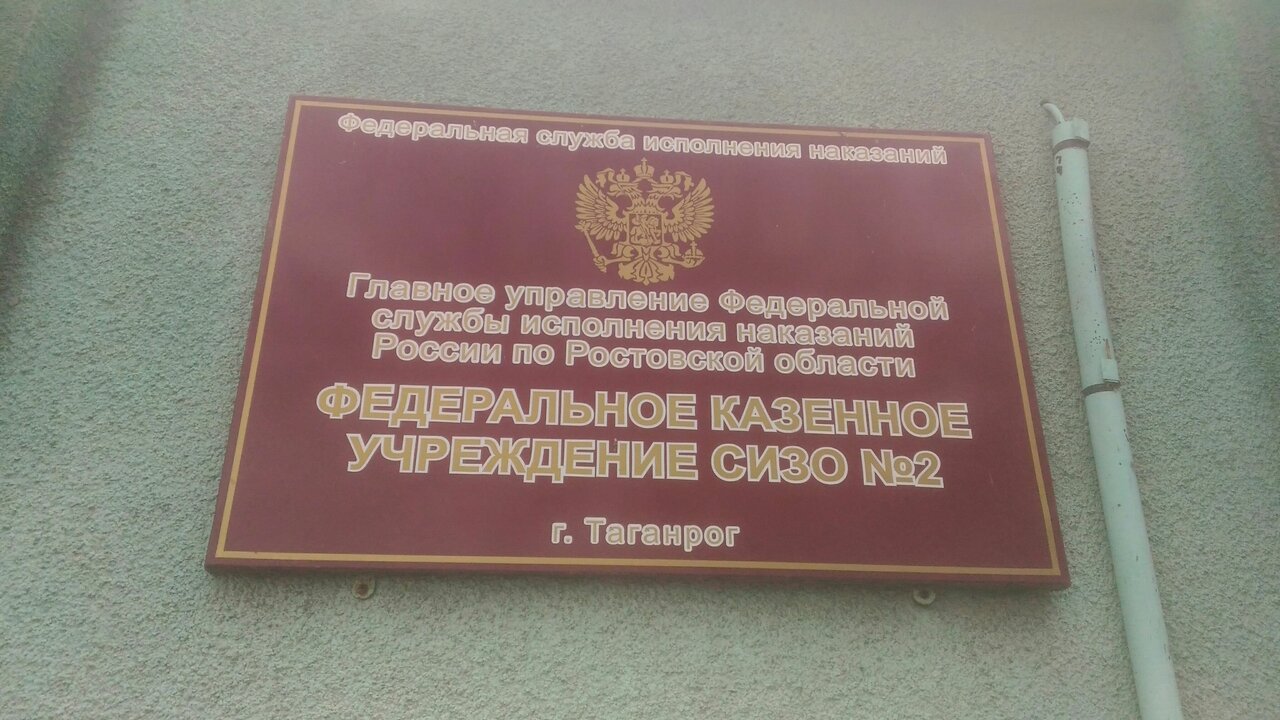 Федеральная служба исполнения наказаний
Главное управление Федеральной
службы исполнения наказаний
России по Ростовской области
ФЕДЕРАЛЬНОЕ КАЗЕННОЕ
УЧРЕЖДЕНИЕ СИЗО №2
г. Таганрог